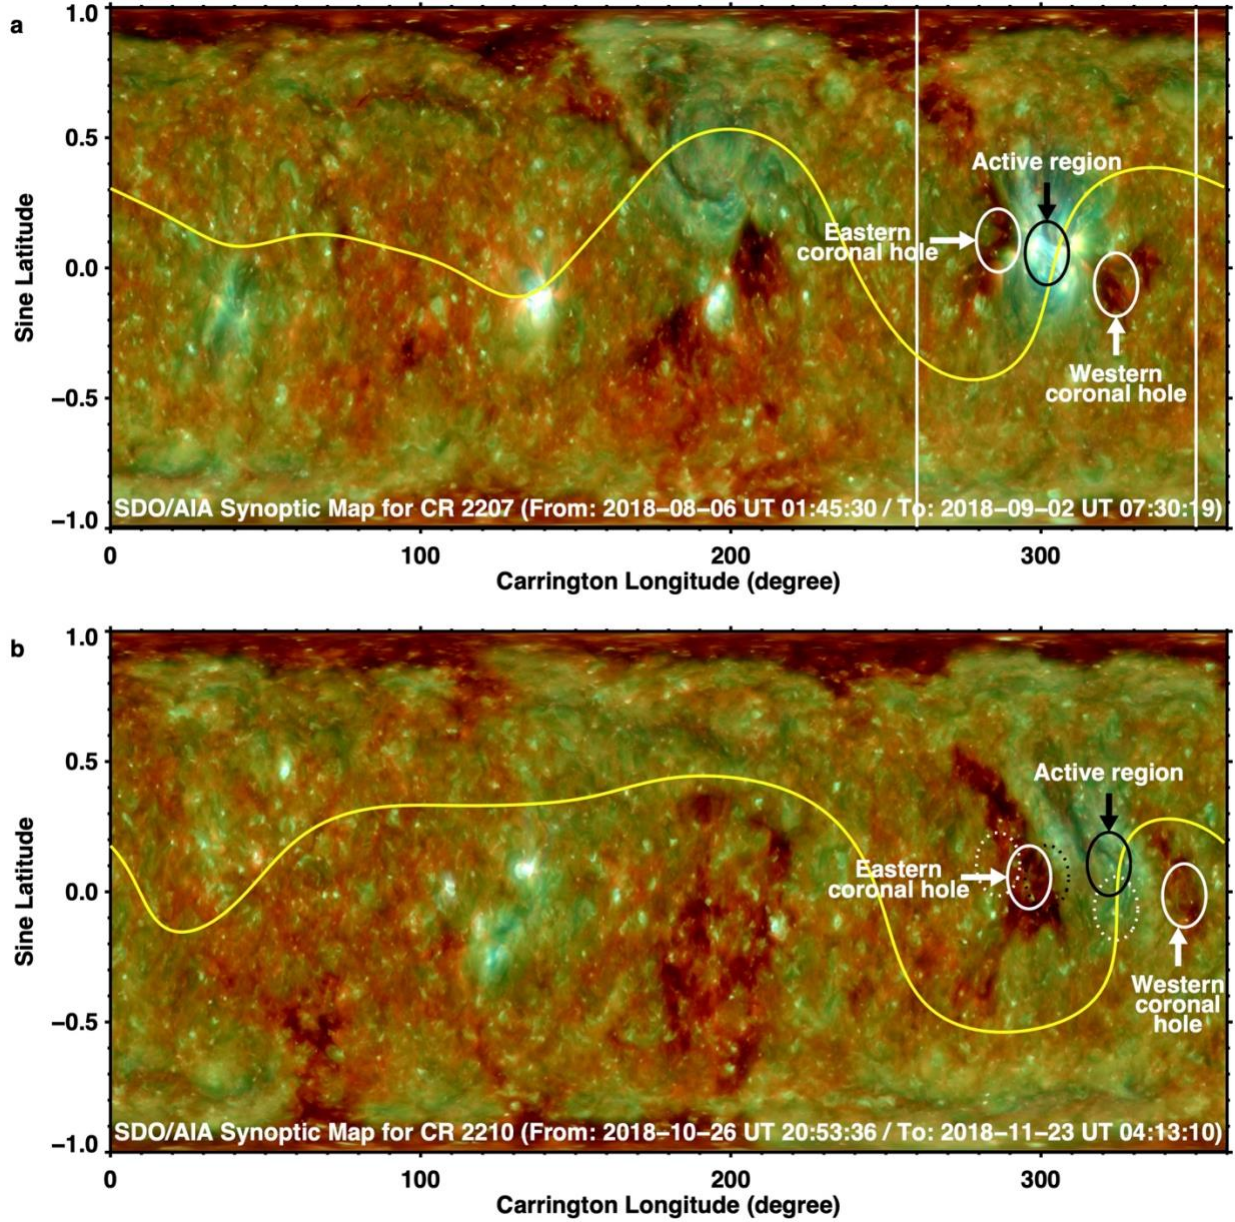 a
1.0
0.5
0.0
−0.5
−1.0
Sine Latitude
Active region
Eastern
coronal hole
Western
coronal hole
SDO/AIA Synoptic Map for CR 2207 (From: 2018−08−06 UT 01:45:30 / To: 2018−09−02 UT 07:30:19)
0 100 200 300
Carrington Longitude (degree)
b
1.0
0.5
0.0
−0.5
−1.0
Sine Latitude
Active region
Eastern
coronal hole
Western
coronal
hole
SDO/AIA Synoptic Map for CR 2210 (From: 2018−10−26 UT 20:53:36 / To: 2018−11−23 UT 04:13:10)
0 100 200 300
Carrington Longitude (degree)